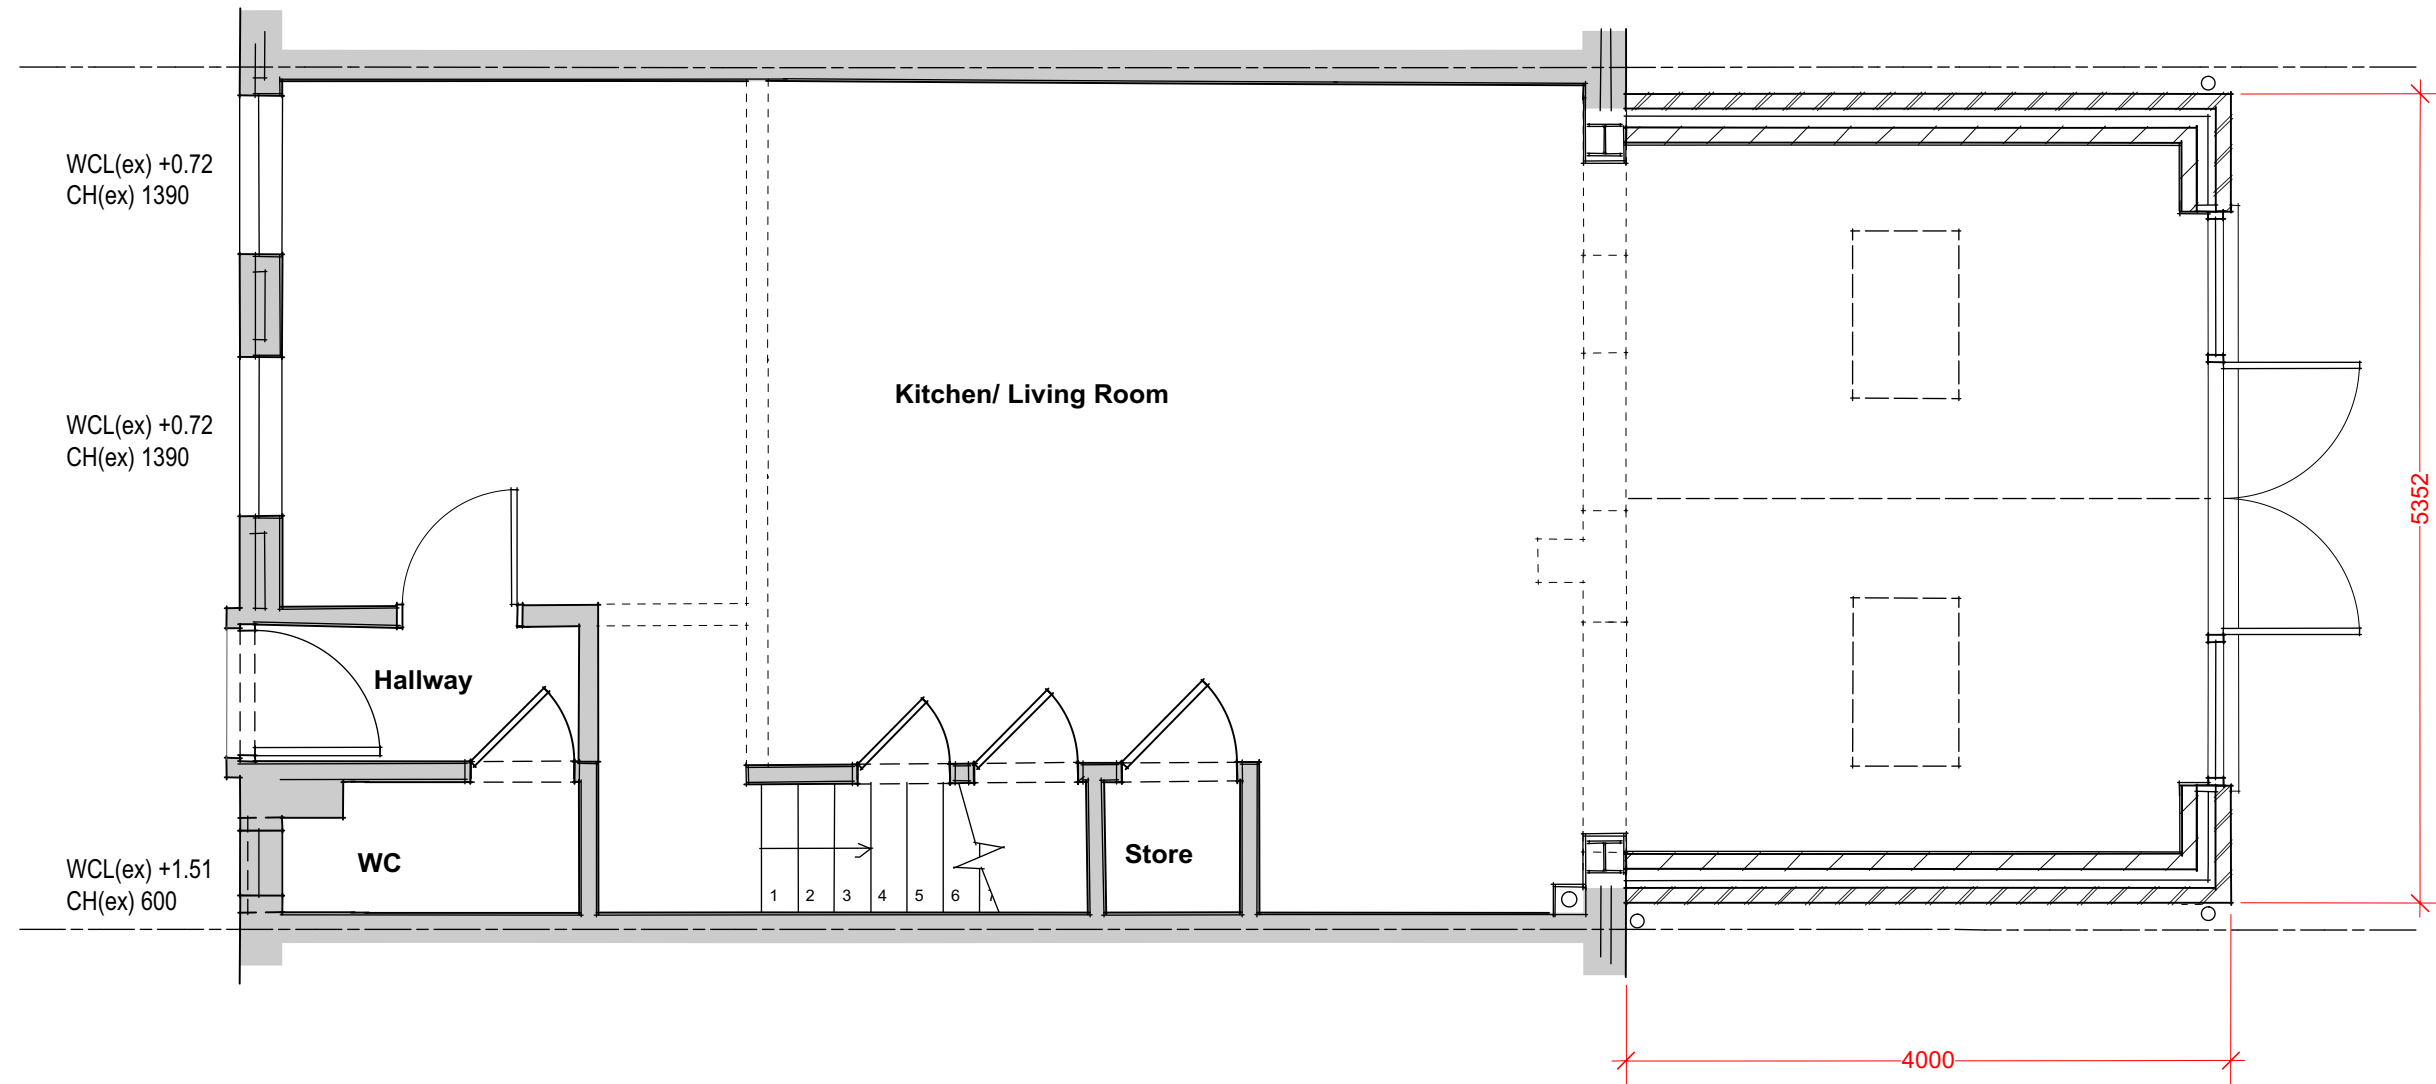 WCL(ex) +0.72
CH(ex) 1390
WCL(ex) +0.72
CH(ex) 1390
Kitchen/ Living Room
5352
Hallway
WCL(ex) +1.51
CH(ex) 600
WC
Store
1 2 3 4 5 6 7
4000